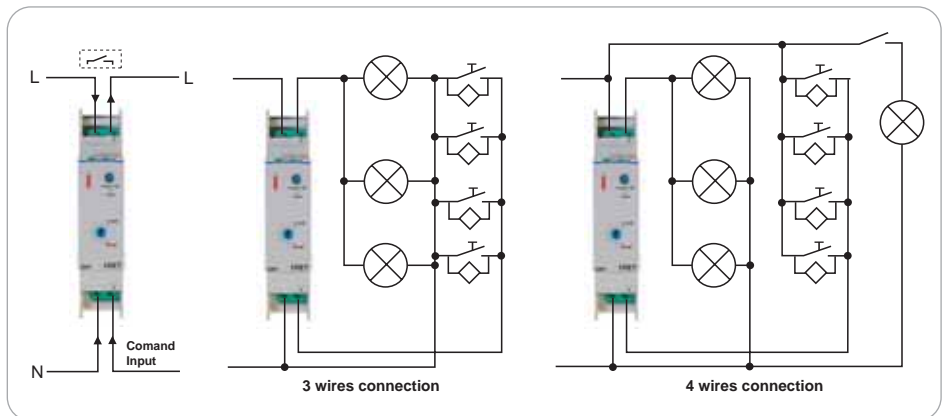 L
L
N
Comand
Input
3 wires connection
4 wires connection